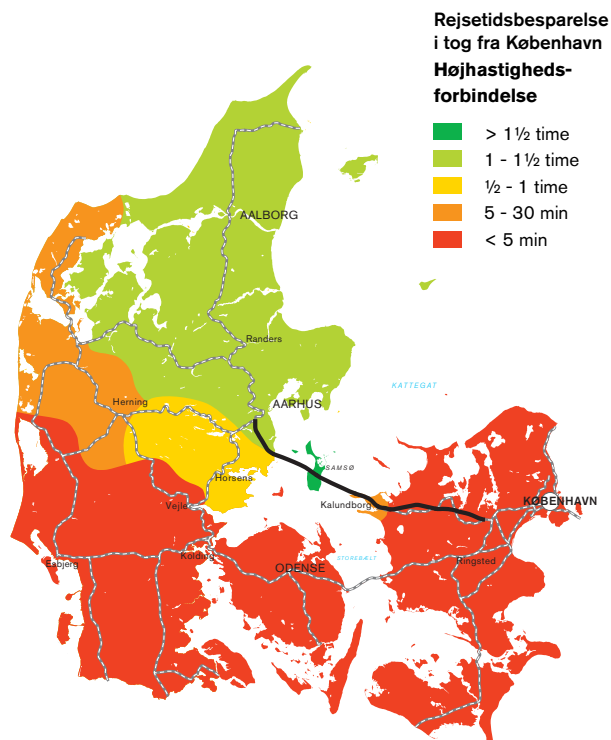 Rejsetidsbesparelse
i tog fra København
Højhastigheds-
forbindelse
> 1½ time
1 - 1½ time
½ - 1 time
5 - 30 min
< 5 min
AALBORG
Randers
KATTEGAT
Herning
AARHUS
SAMSØ
Horsens
Kalundborg
KØBENHAVN
Vejle
Kolding
STOREBÆLT
Ringsted
Esbjerg
ODENSE